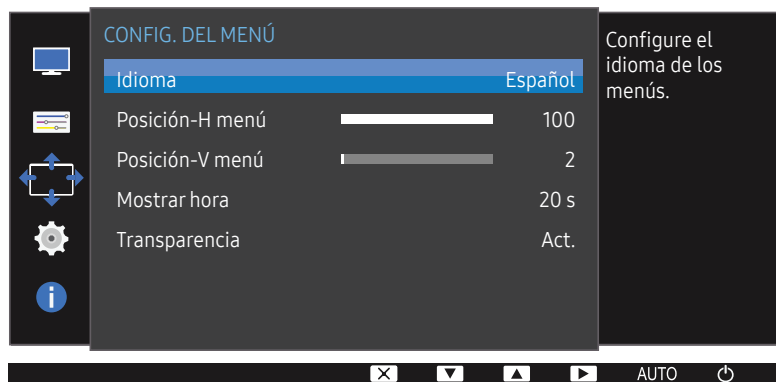 CONFIG. DEL MENÚ
Idioma Español
Posición-H menú 100
Posición-V menú 2
Mostrar hora 20 s
Transparencia Act.
Configure el
idioma de los
menús.
AUTO